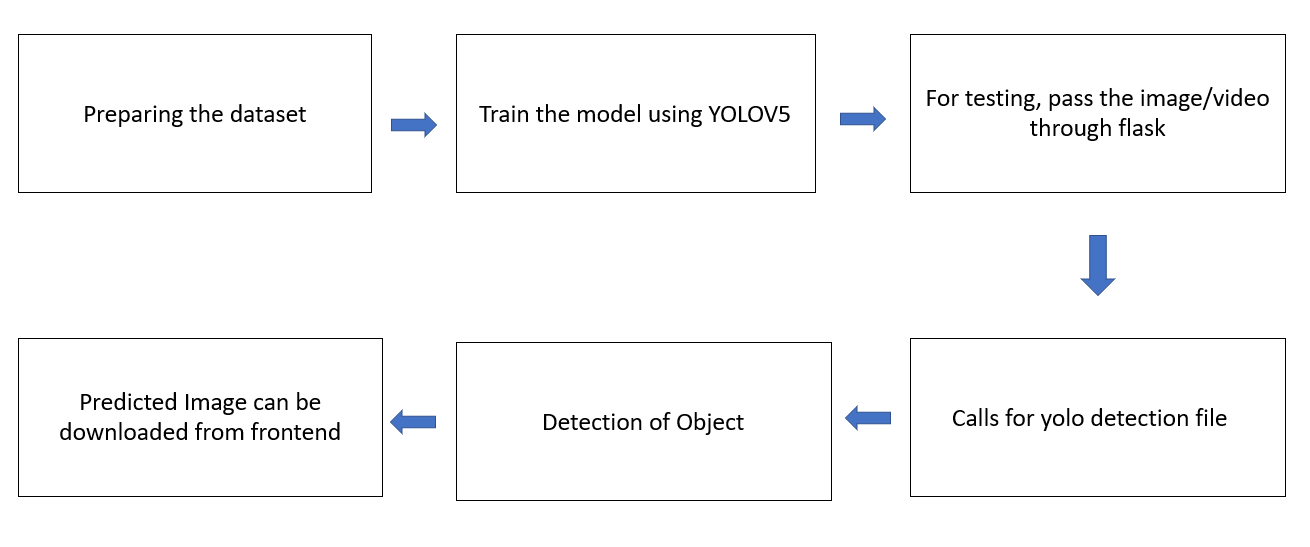 Preparing the dataset
Train the model using YOLOV5
For testing, pass the image/video
through flask
Calls for yolo detection file
Detection of Object
Predicted Image can be
downloaded from frontend